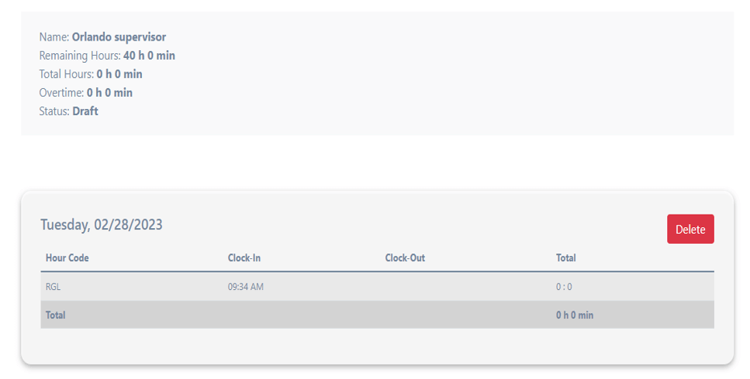 Name: Orlando supervisor
Remaining Hours: 40 h 0 min
Total Hours: 0 h 0 min
Overtime: 0 h 0 min
Status: Draft
Tuesday, 02/28/2023
Delete
Hour Code Clock-In Clock-Out Total
RGL 09:34 AM 0 : 0
Total 0 h 0 min